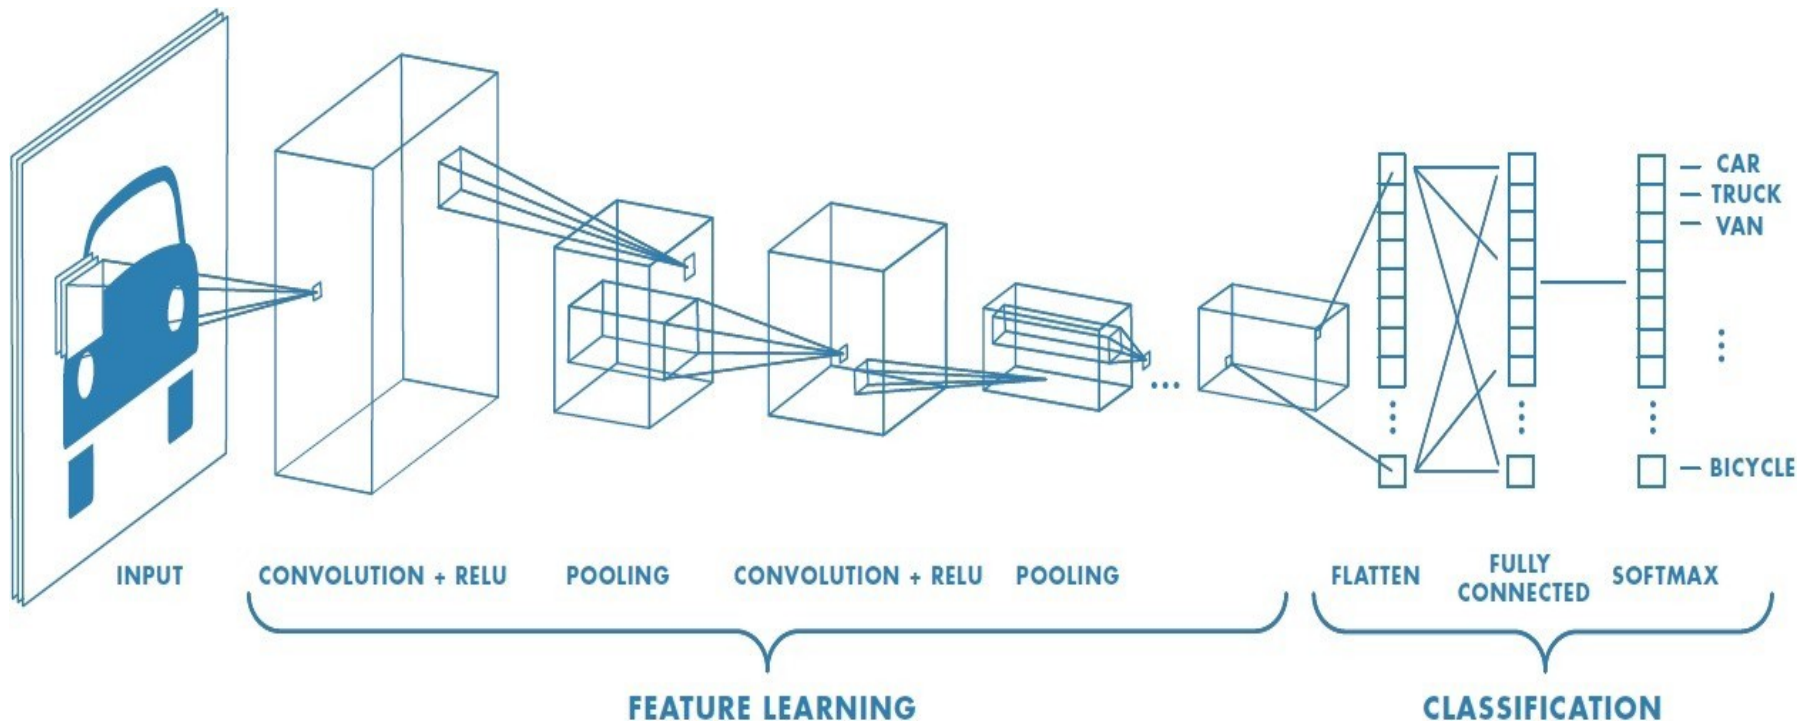 CAR
TRUCK
VAN
BICYCLE
INPUT
CONVOLUTION + RELU
POOLING
CONVOLUTION + RELU
POOLING
FLATTEN
FULLY
CONNECTED
SOFTMAX
FEATURE LEARNING
CLASSIFICATION